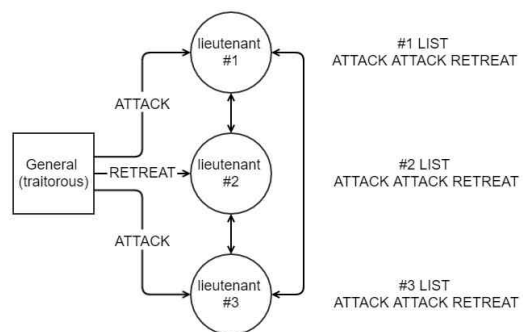 lieutenant
#1
#1 LIST
ATTACK ATTACK RETREAT
ATTACK
General
(traitorous)
RETREAT
lieutenant
#2
#2 LIST
ATTACK ATTACK RETREAT
ATTACK
lieutenant
#3
#3 LIST
ATTACK ATTACK RETREAT